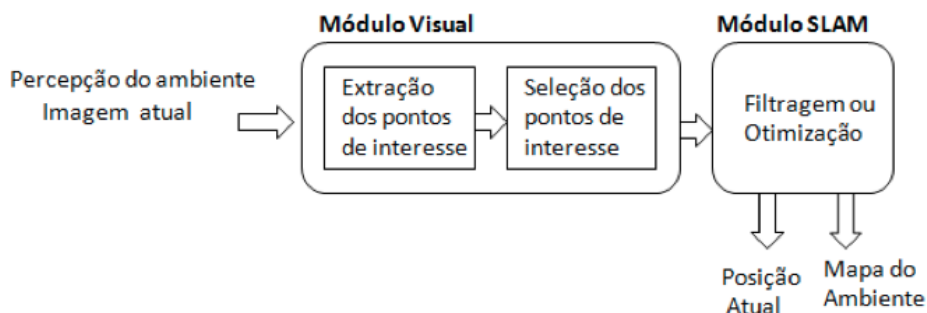 Módulo Visual
Módulo SLAM
Percepção do ambiente
Imagem atual
Extração
dos pontos
de interesse
Seleção dos
pontos de
interesse
Filtragem ou
Otimização
Posição
Atual
Mapa do
Ambiente